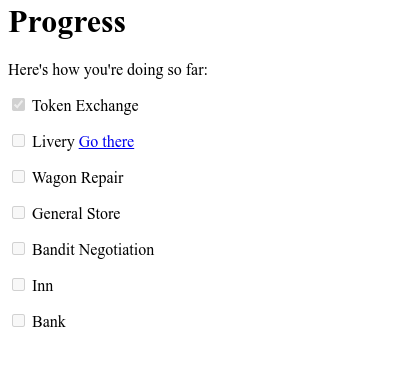 Progress
Here's how you're doing so far:
Token Exchange
Livery Go there
Wagon Repair
General Store
Bandit Negotiation
Inn
Bank